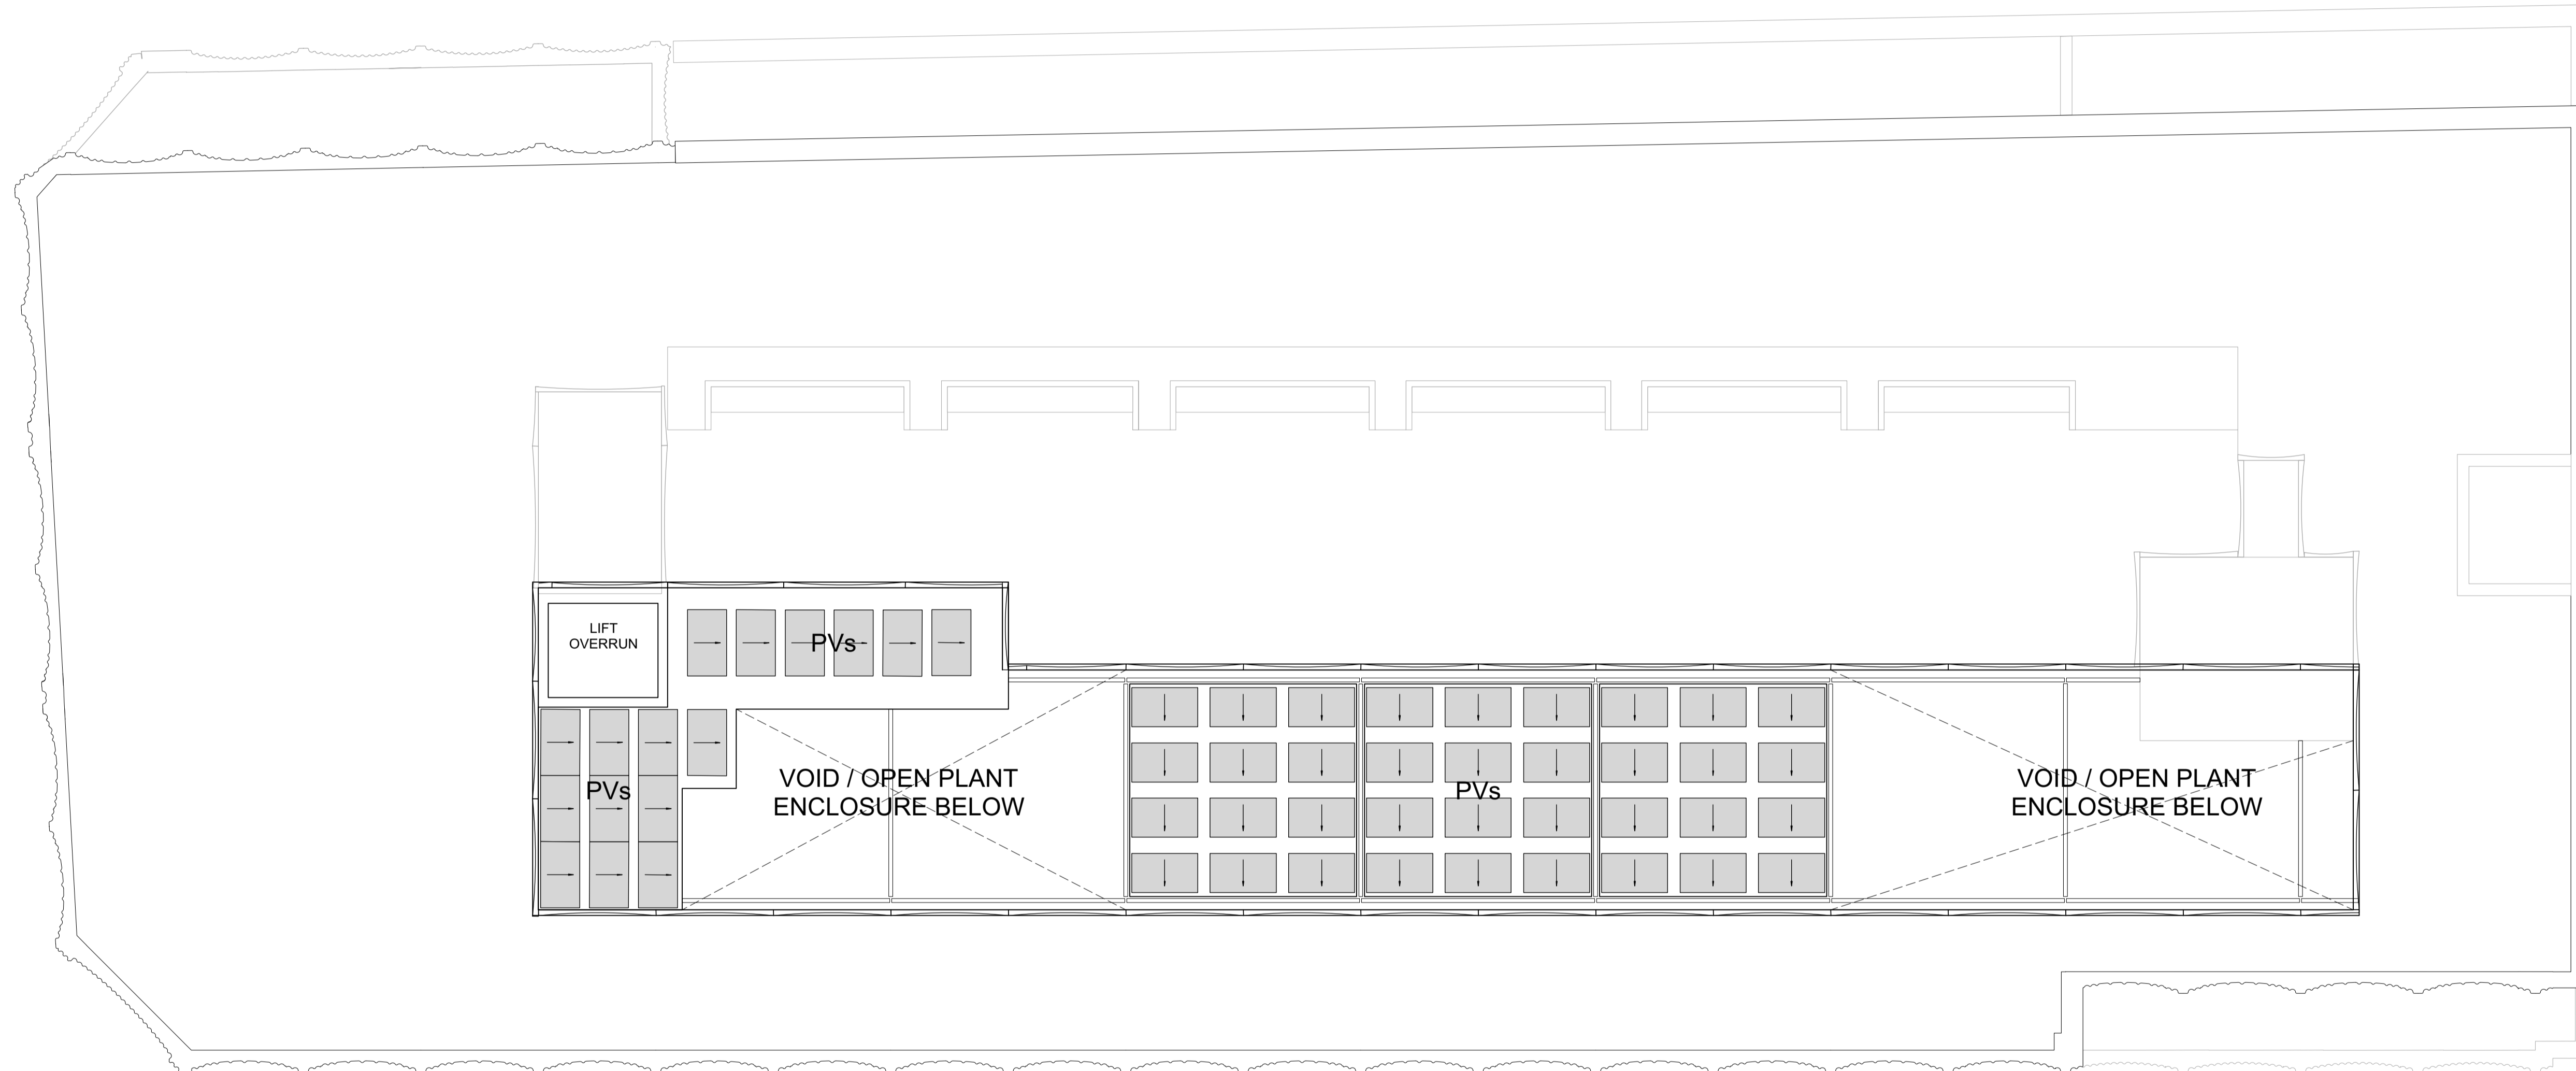 LIFT
OVERRUN
PVs
PVs
VOID / OPEN PLANT
ENCLOSURE BELOW
PVs
VOID / OPEN PLANT
ENCLOSURE BELOW